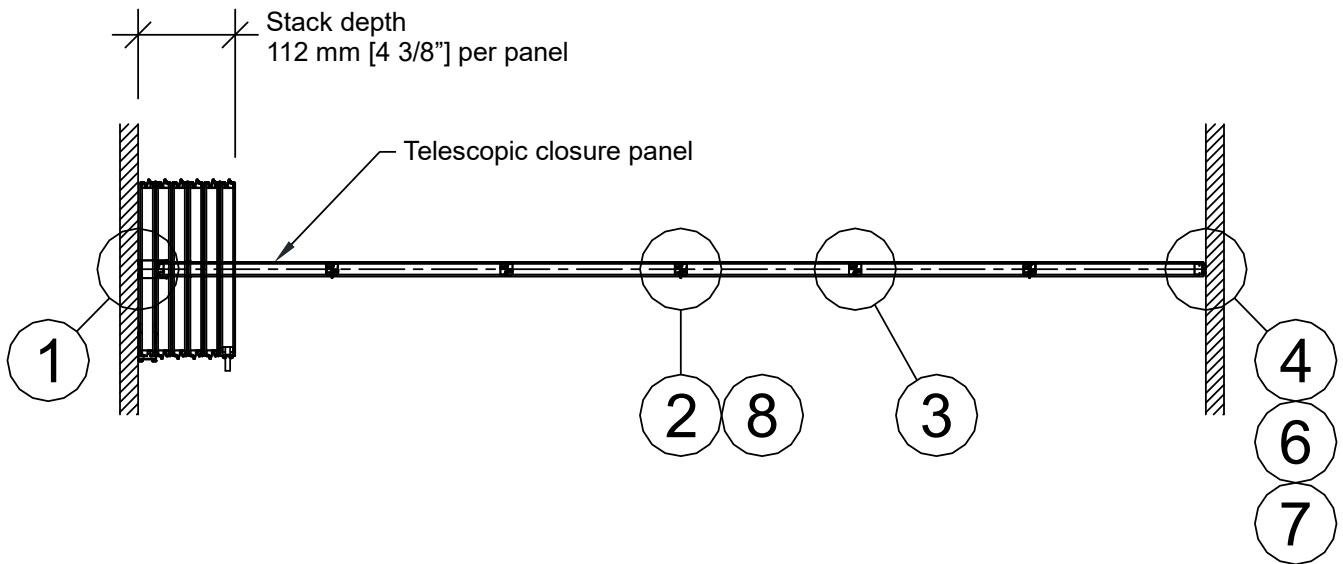 Stack depth
112 mm [4 3/8”] per panel
Telescopic closure panel
1
2
8
3
4
6
7